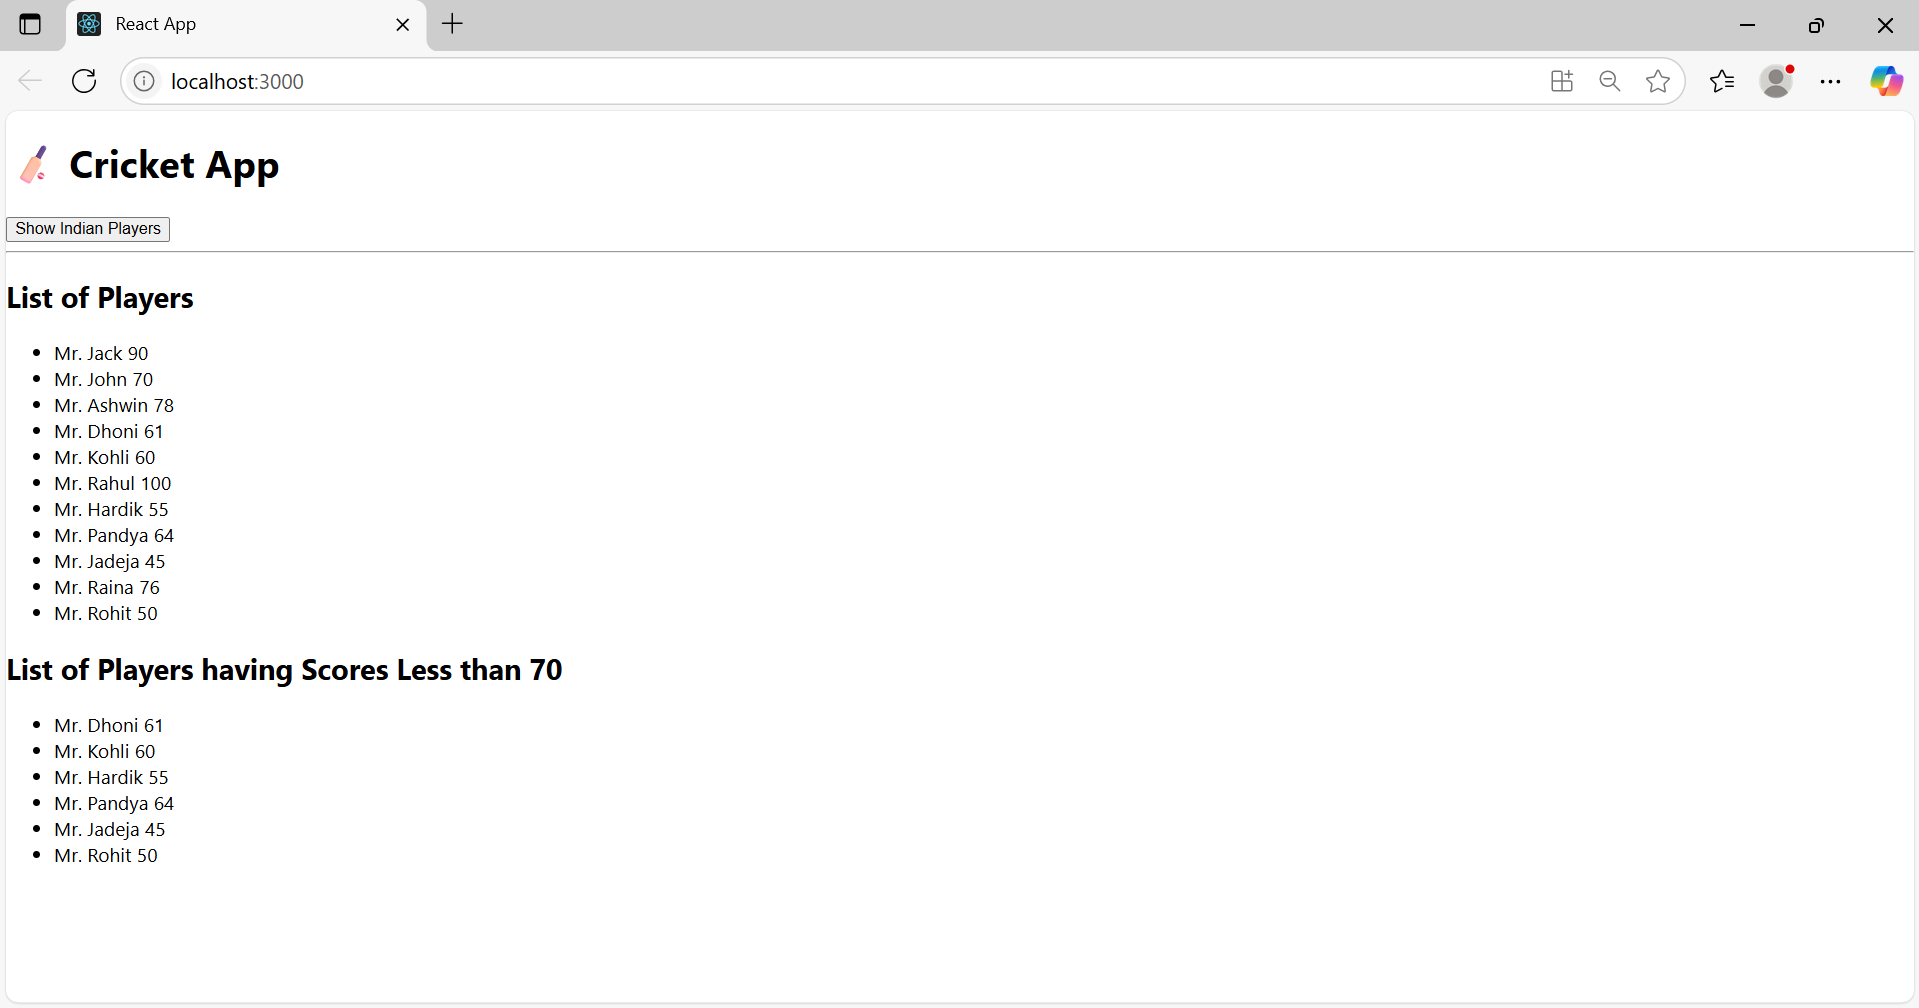 React App
localhost:3000
Cricket App
Show Indian Players
List of Players
Mr. Jack 90
Mr. John 70
Mr. Ashwin 78
Mr. Dhoni 61
Mr. Kohli 60
Mr. Rahul 100
Mr. Hardik 55
Mr. Pandya 64
Mr. Jadeja 45
Mr. Raina 76
Mr. Rohit 50
List of Players having Scores Less than 70
Mr. Dhoni 61
Mr. Kohli 60
Mr. Hardik 55
Mr. Pandya 64
Mr. Jadeja 45
Mr. Rohit 50